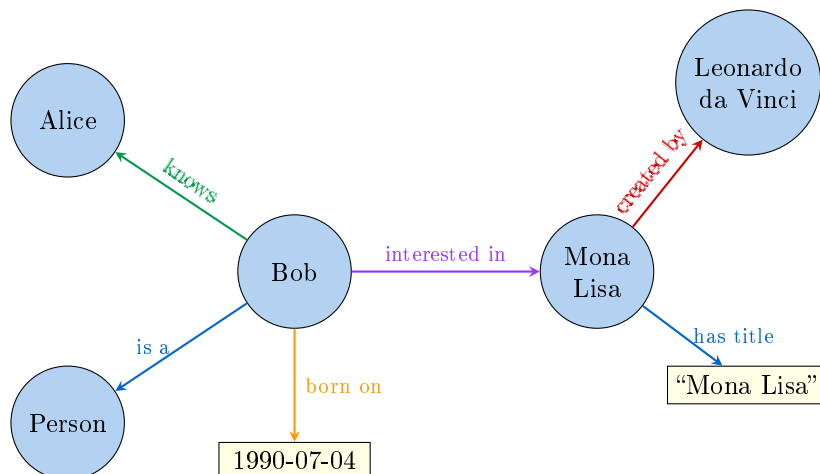 Leonardo
da Vinci
Alice
created by
knows
interested in
Bob
Mona
Lisa
is a
has title
born on
“Mona Lisa”
Person
1990-07-04